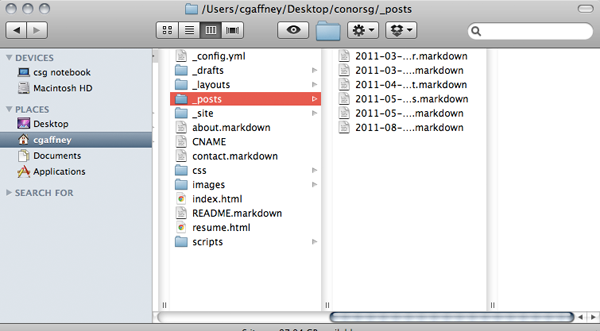 /Users/cgaffney/Desktop/conorsg/_posts
DEVICES
csg notebook
Macintosh HD
PLACES
Desktop
cgaffney
Documents
Applications
SEARCH FOR
_config.yml
_drafts
_layouts
_posts
_site
about.markdown
CNAME
contact.markdown
css
images
index.html
README.markdown
resume.html
scripts
2011-03-...r.markdown
2011-03-....markdown
2011-04-...t.markdown
2011-05-...s.markdown
2011-05-....markdown
2011-08-....markdown